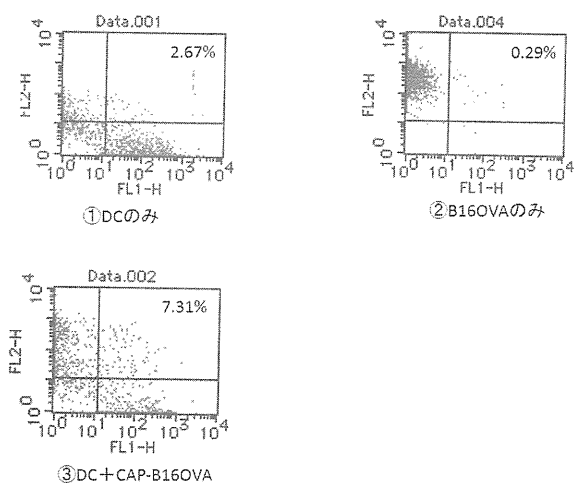 Data.001
10⁴
2.67%
FL2-H
10⁰
10⁰ 10¹ 10² 10³ 10⁴
FL1-H
①DCのみ
Data.004
10⁴
0.29%
FL2-H
10⁰
10⁰ 10¹ 10² 10³ 10⁴
FL1-H
②B16OVAのみ
Data.002
10⁴
7.31%
FL2-H
10⁰
10⁰ 10¹ 10² 10³ 10⁴
FL1-H
③DC＋CAP-B16OVA